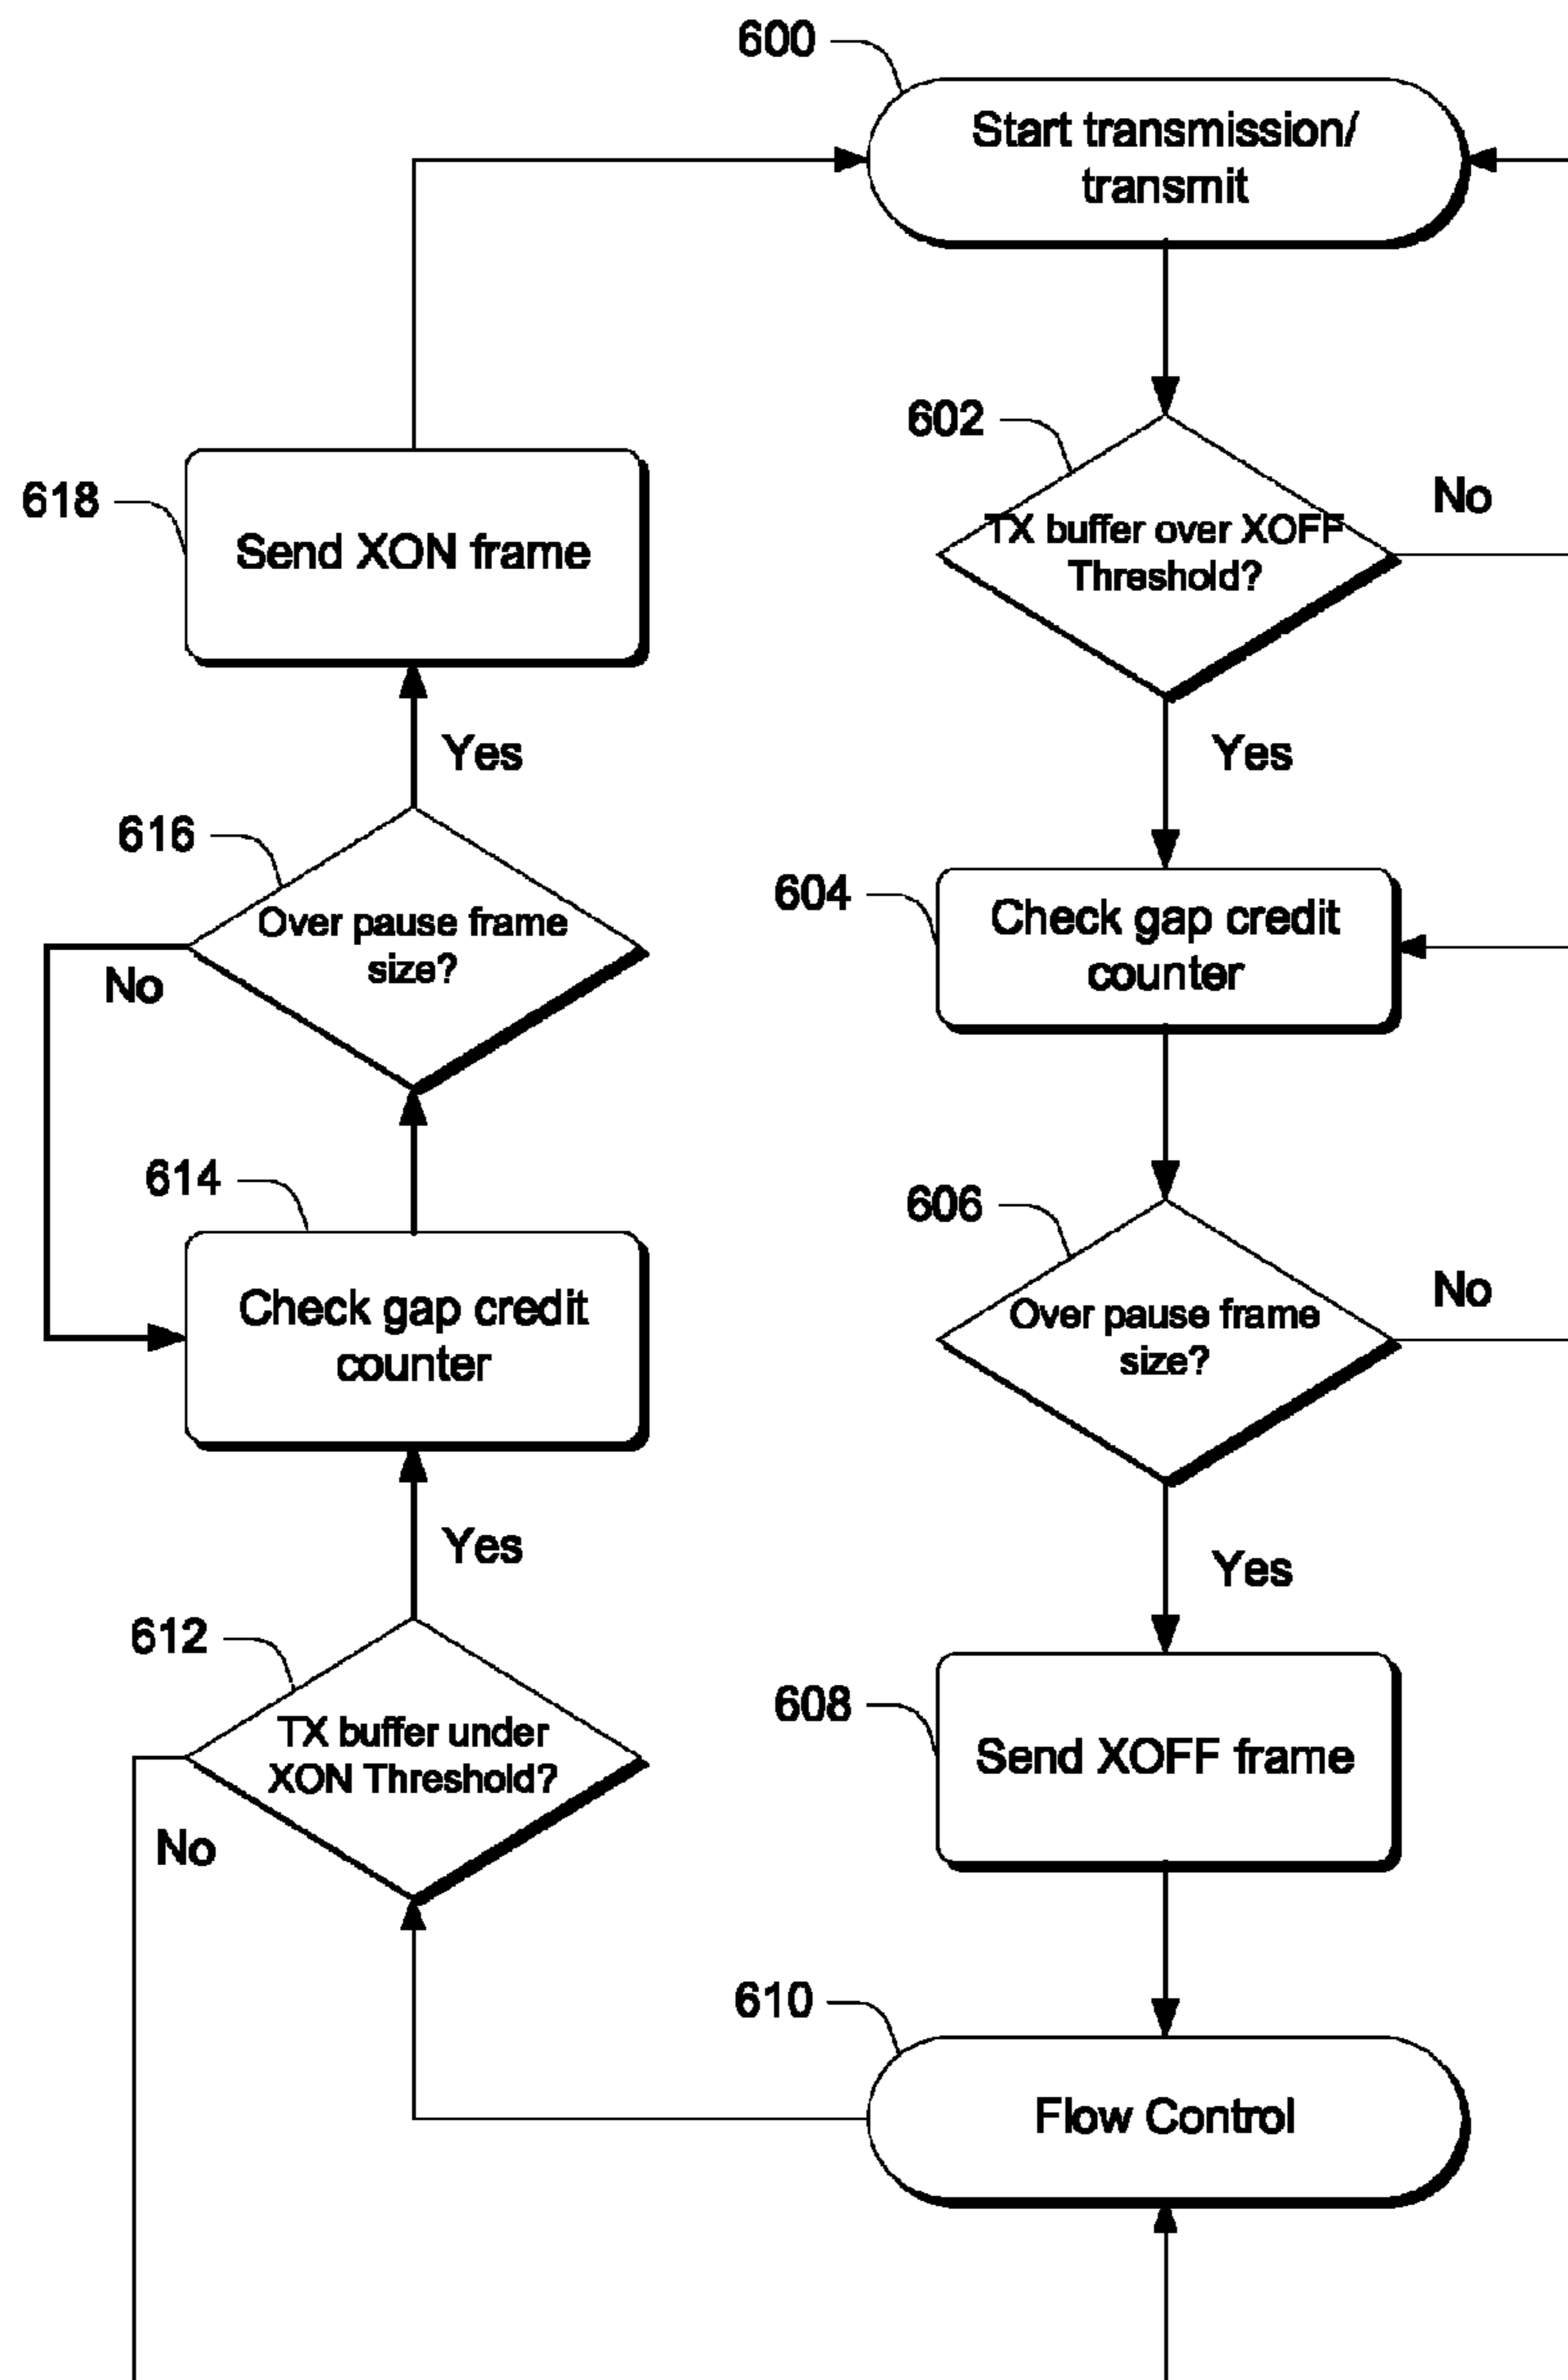 600
Start transmission/
transmit
602
TX buffer over XOFF
Threshold?
No
Yes
604
Check gap credit
counter
606
Over pause frame
size?
No
Yes
608
Send XOFF frame
610
Flow Control
612
TX buffer under
XON Threshold?
No
Yes
614
Check gap credit
counter
616
Over pause frame
size?
No
Yes
618
Send XON frame